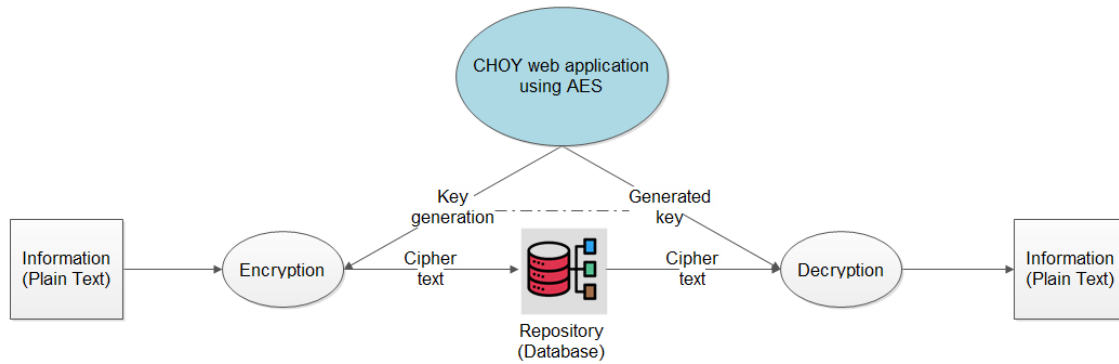 CHOY web application
using AES
Key
generation
Generated
key
Information
(Plain Text)
Encryption
Cipher
text
Cipher
text
Decryption
Information
(Plain Text)
Repository
(Database)